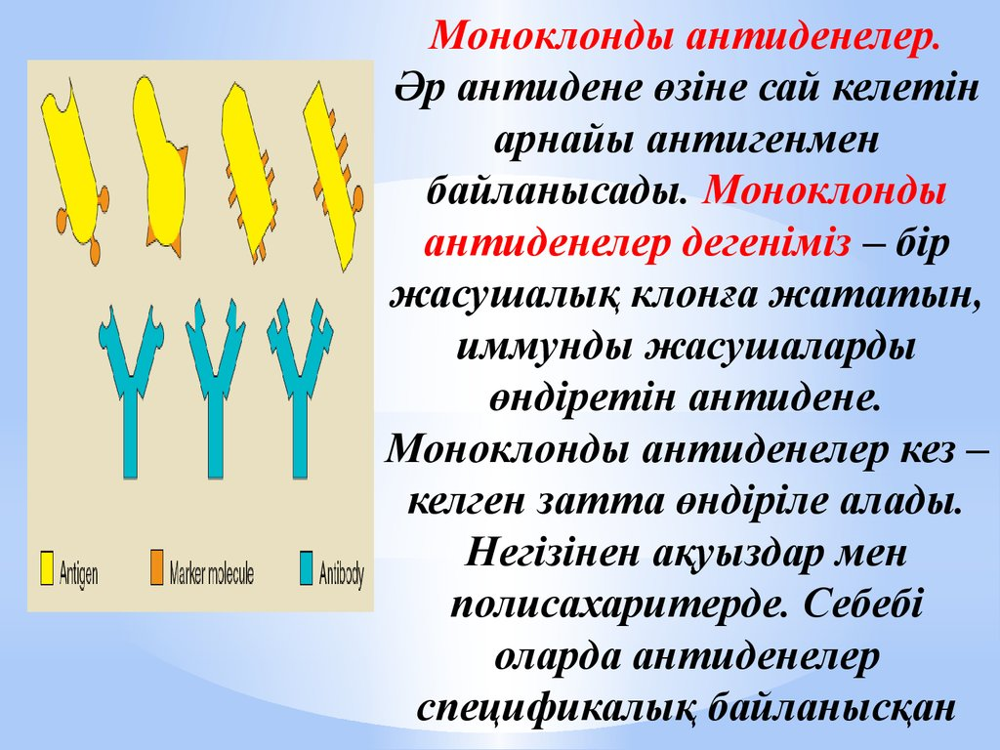 Моноклонды антиденелер.
Әр антидене өзіне сай келетін
арнайы антигенмен
байланысады. Моноклонды
антиденелер дегеніміз – бір
жасушалық клонға жататын,
иммунды жасушаларды
өндіретін антидене.
Моноклонды антиденелер кез –
келген затта өндіріле алады.
Негізінен ақуыздар мен
полисахаритерде. Себебі
оларда антиденелер
спецификалық байланысқан
Antigen Marker molecule Antibody